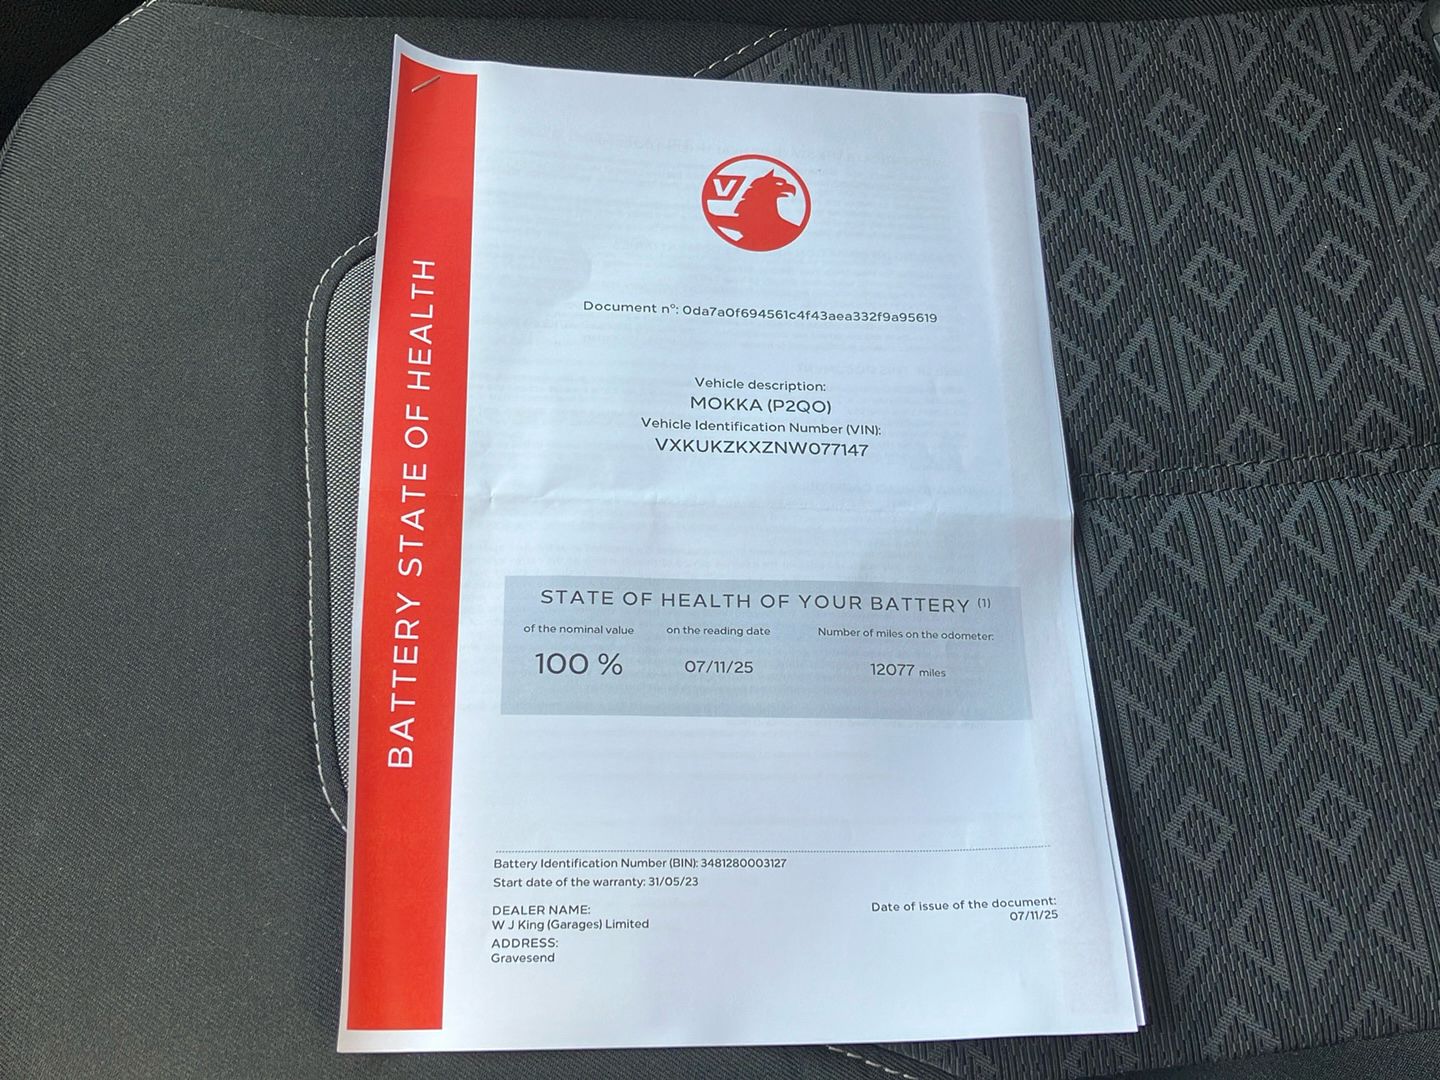 BATTERY STATE OF HEALTH
V
Document n°: 0da7a0f694561c4f43aea332f9a95619
Vehicle description:
MOKKA (P2QO)
Vehicle Identification Number (VIN):
VXKUKZKXZNW077147
STATE OF HEALTH OF YOUR BATTERY (1)
of the nominal value on the reading date Number of miles on the odometer:
100 % 07/11/25 12077 miles
Battery Identification Number (BIN): 3481280003127
Start date of the warranty: 31/05/23
DEALER NAME:
W J King (Garages) Limited
ADDRESS:
Gravesend
Date of issue of the document:
07/11/25